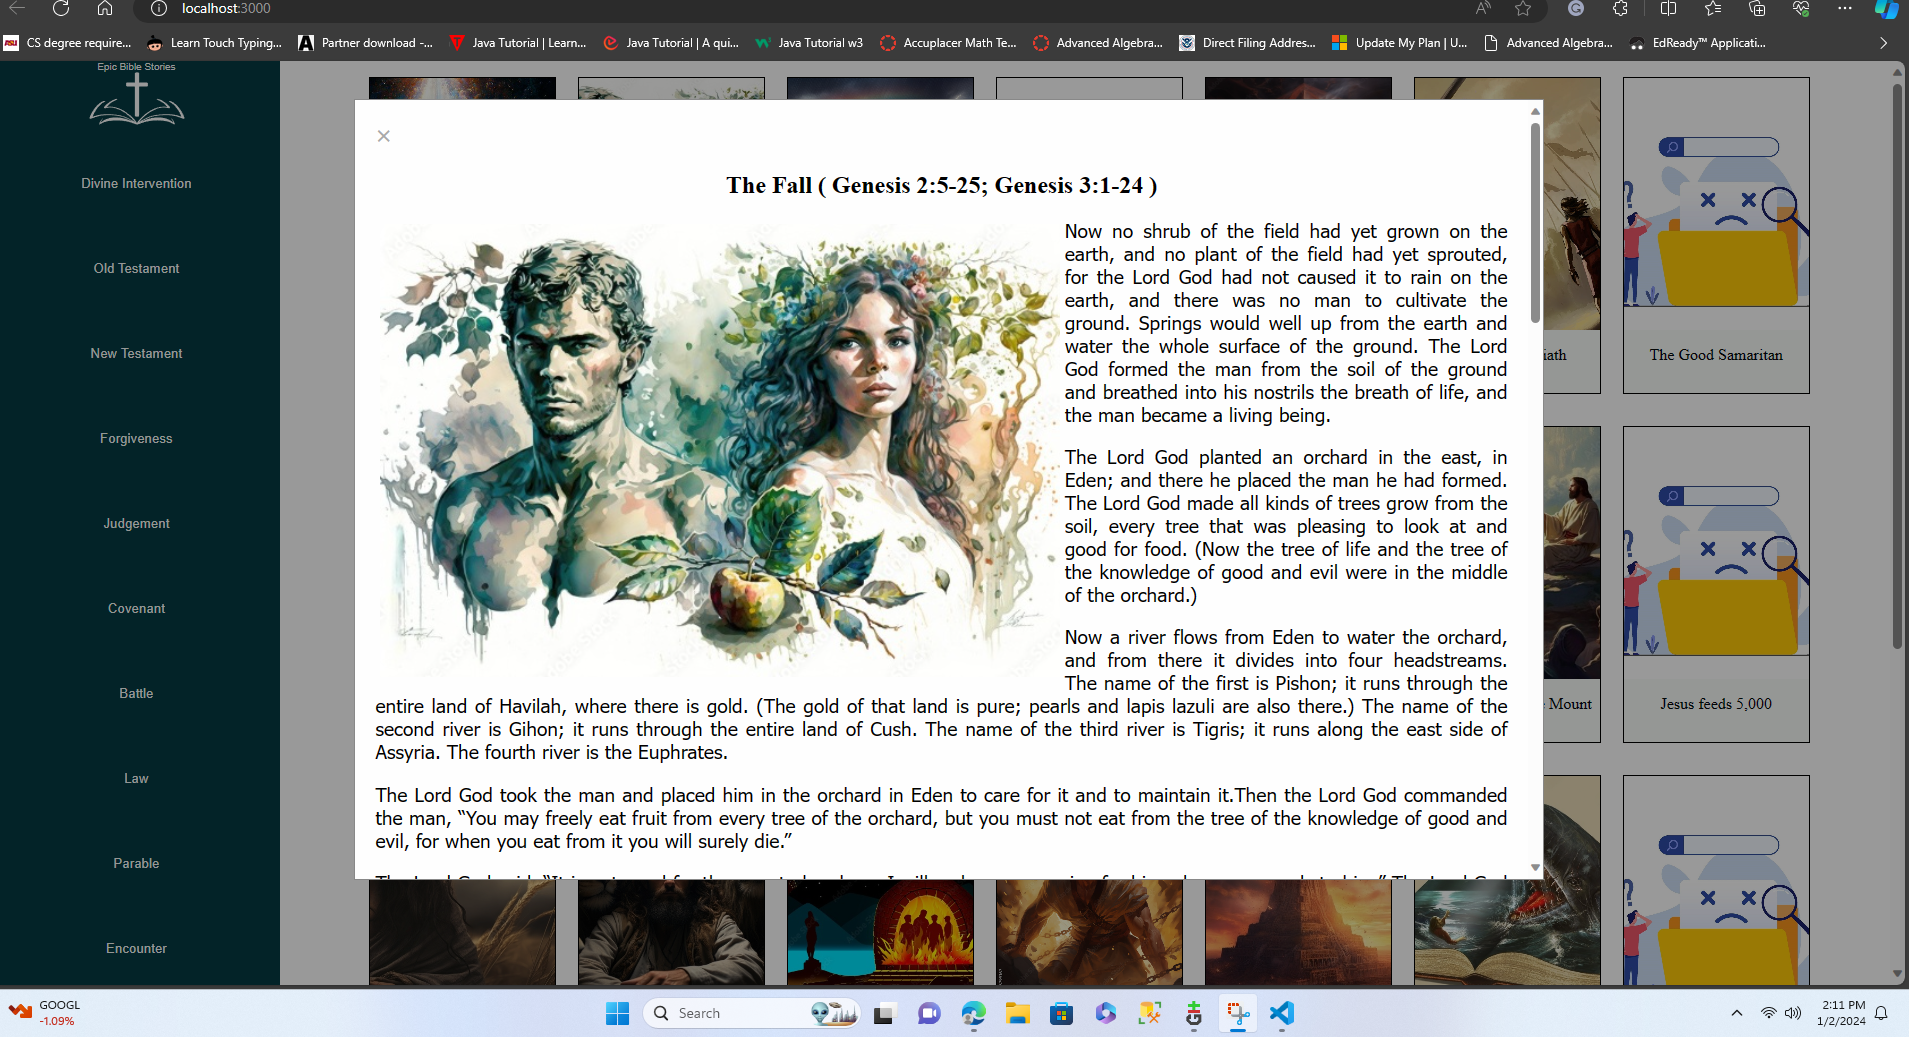 localhost:3000
CS degree require...
Learn Touch Typing...
Partner download -...
Java Tutorial | Learn...
Java Tutorial | A qui...
Java Tutorial w3
Accuplacer Math Te...
Advanced Algebra...
Direct Filing Addres...
Update My Plan | U...
Advanced Algebra...
EdReady™ Applicati...
Epic Bible Stories
Divine Intervention
Old Testament
New Testament
Forgiveness
Judgement
Covenant
Battle
Law
Parable
Encounter
×
The Fall ( Genesis 2:5-25; Genesis 3:1-24 )
Now no shrub of the field had yet grown on the
earth, and no plant of the field had yet sprouted,
for the Lord God had not caused it to rain on the
earth, and there was no man to cultivate the
ground. Springs would well up from the earth and
water the whole surface of the ground. The Lord
God formed the man from the soil of the ground
and breathed into his nostrils the breath of life, and
the man became a living being.
The Lord God planted an orchard in the east, in
Eden; and there he placed the man he had formed.
The Lord God made all kinds of trees grow from the
soil, every tree that was pleasing to look at and
good for food. (Now the tree of life and the tree of
the knowledge of good and evil were in the middle
of the orchard.)
Now a river flows from Eden to water the orchard,
and from there it divides into four headstreams.
The name of the first is Pishon; it runs through the
entire land of Havilah, where there is gold. (The gold of that land is pure; pearls and lapis lazuli are also there.) The name of the
second river is Gihon; it runs through the entire land of Cush. The name of the third river is Tigris; it runs along the east side of
Assyria. The fourth river is the Euphrates.
The Lord God took the man and placed him in the orchard in Eden to care for it and to maintain it.Then the Lord God commanded
the man, “You may freely eat fruit from every tree of the orchard, but you must not eat from the tree of the knowledge of good and
evil, for when you eat from it you will surely die.”
iath
The Good Samaritan
Mount
Jesus feeds 5,000
GOOGL
-1.09%
Search
2:11 PM
1/2/2024